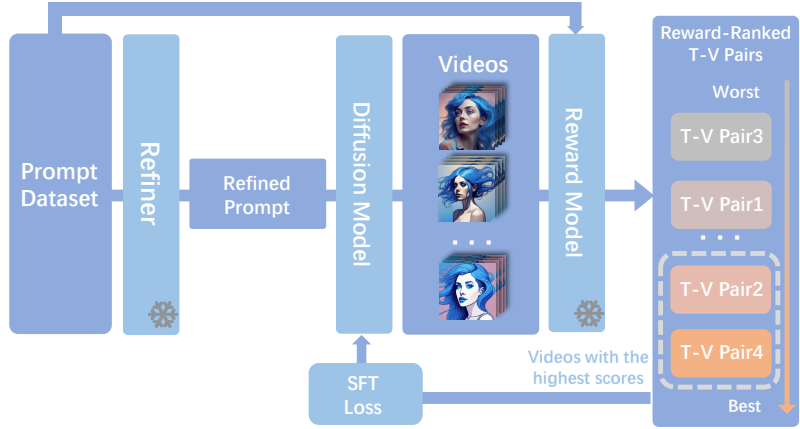 Prompt
Dataset
Refiner
Refined
Prompt
Diffusion Model
Videos
. . .
Reward Model
Reward-Ranked
T-V Pairs
Worst
T-V Pair3
T-V Pair1
. . .
T-V Pair2
T-V Pair4
Best
Videos with the
highest scores
SFT
Loss